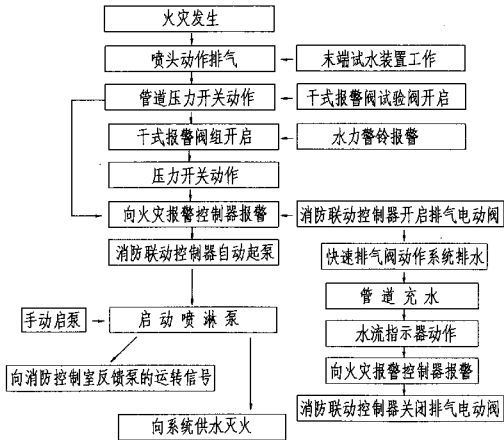 火灾发生
喷头动作排气
末端试水装置工作
管道压力开关动作
干式报警阀试验阀开启
干式报警阀组开启
水力警铃报警
压力开关动作
向火灾报警控制器报警
消防联动控制器开启排气电动阀
消防联动控制器自动起泵
快速排气阀动作系统排水
管道充水
手动启泵
启动喷淋泵
水流指示器动作
向消防控制室反馈泵的运转信号
向火灾报警控制器报警
向系统供水灭火
消防联动控制器关闭排气电动阀